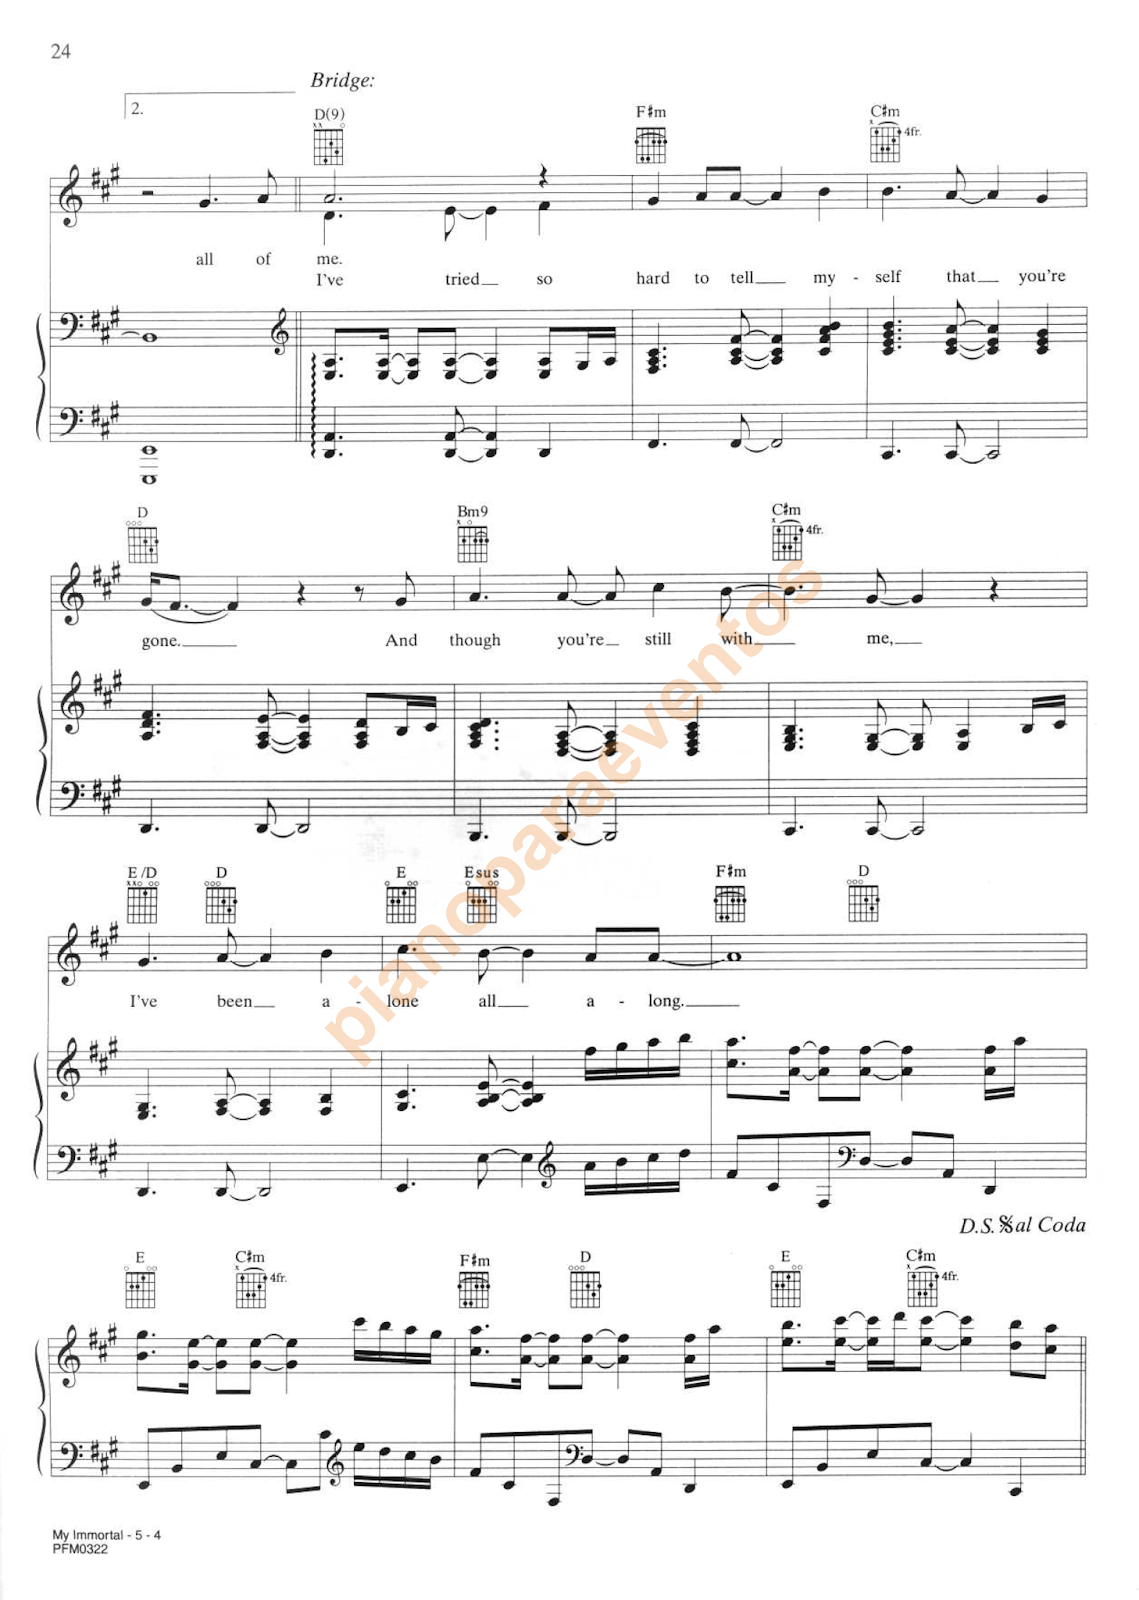 24
Bridge:
2.
D(9) F#m C#m
4fr.
all of me.
I've tried so hard to tell my - self that you're
D Bm9 C#m
4fr.
gone. And though you're still with me,
E/D D E Esus F#m D
I've been a - lone all a - long.
D.S. 𝄋 al Coda
E C#m F#m D E C#m
4fr. 4fr.
My Immortal - 5 - 4
PFM0322
pianoparaeventos